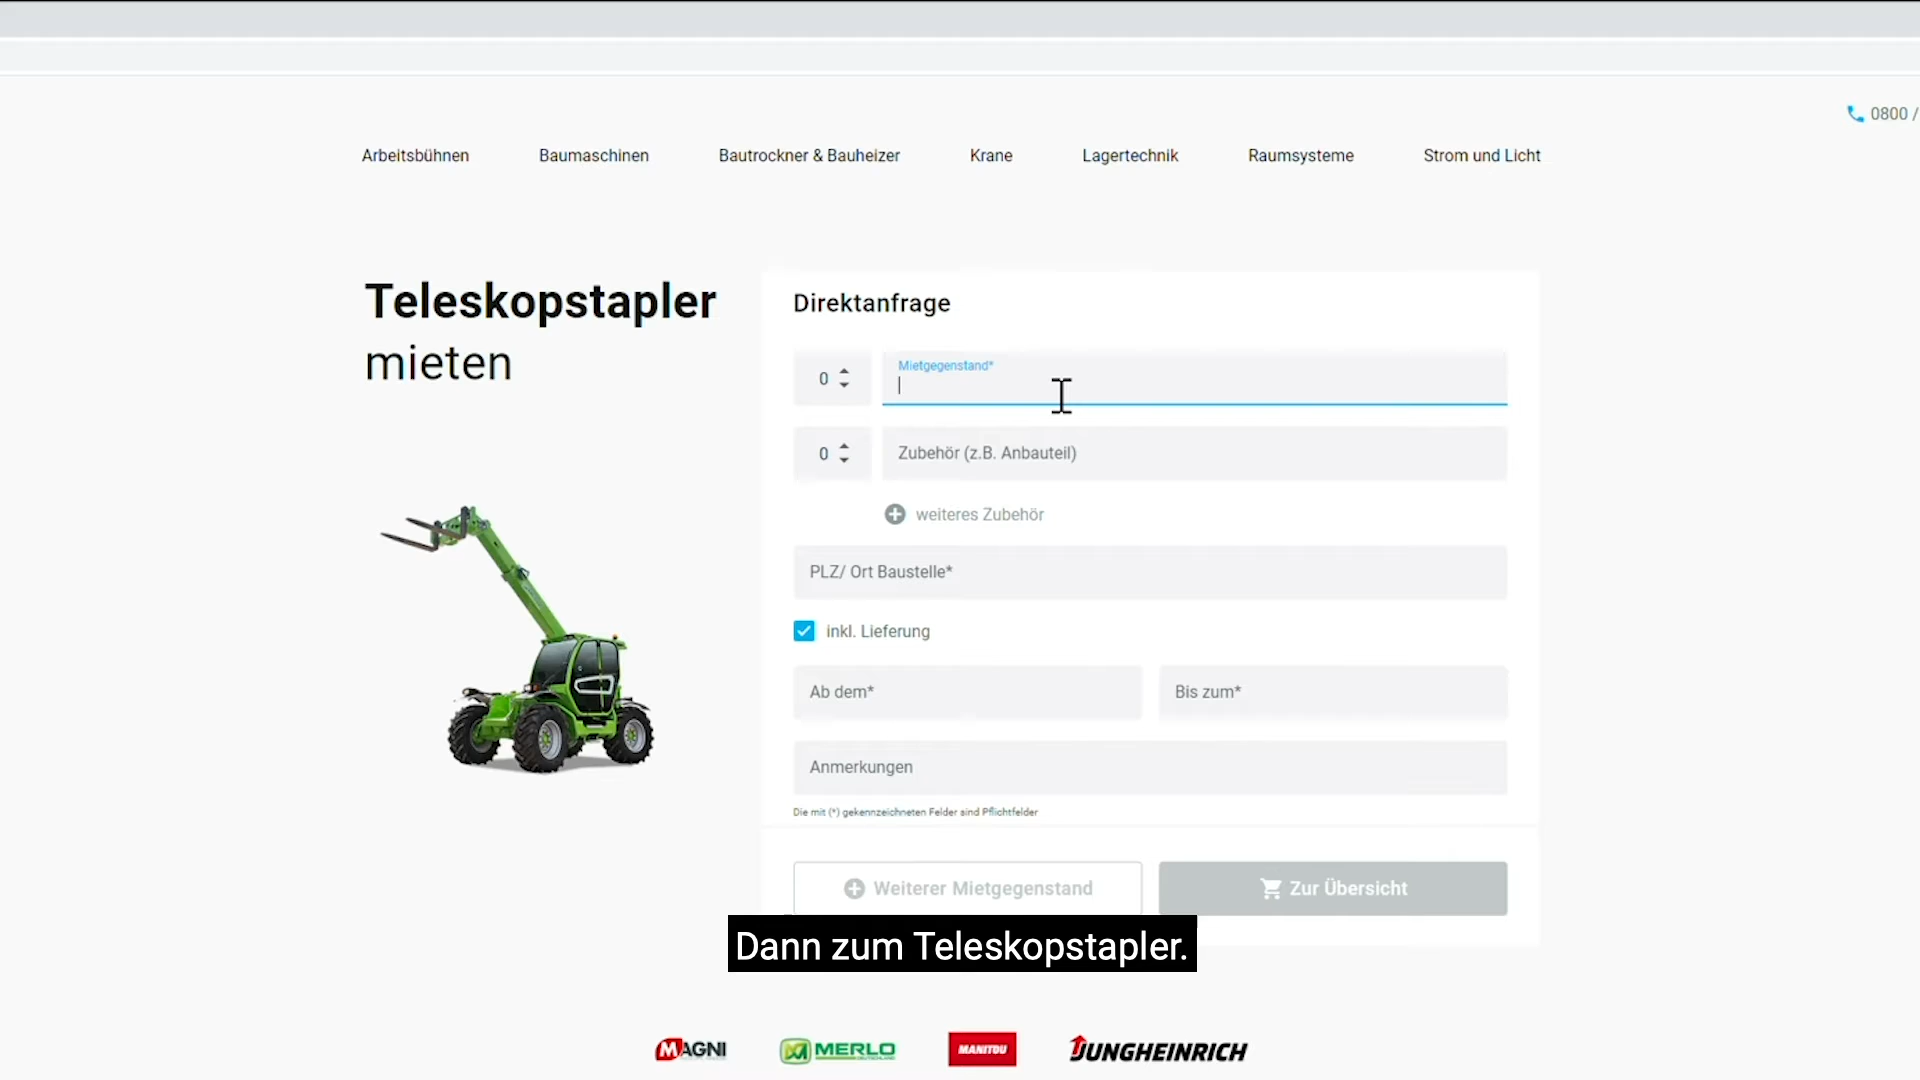 0800 /
Arbeitsbühnen
Baumaschinen
Bautrockner & Bauheizer
Krane
Lagertechnik
Raumsysteme
Strom und Licht
Teleskopstapler
mieten
Direktanfrage
0
Mietgegenstand*
0
Zubehör (z.B. Anbauteil)
weiteres Zubehör
PLZ/ Ort Baustelle*
inkl. Lieferung
Ab dem*
Bis zum*
Anmerkungen
Die mit (*) gekennzeichneten Felder sind Pflichtfelder
Weiterer Mietgegenstand
Zur Übersicht
Dann zum Teleskopstapler.
MAGNI
MERLO
DEUTSCHLAND
MANITOU
JUNGHEINRICH